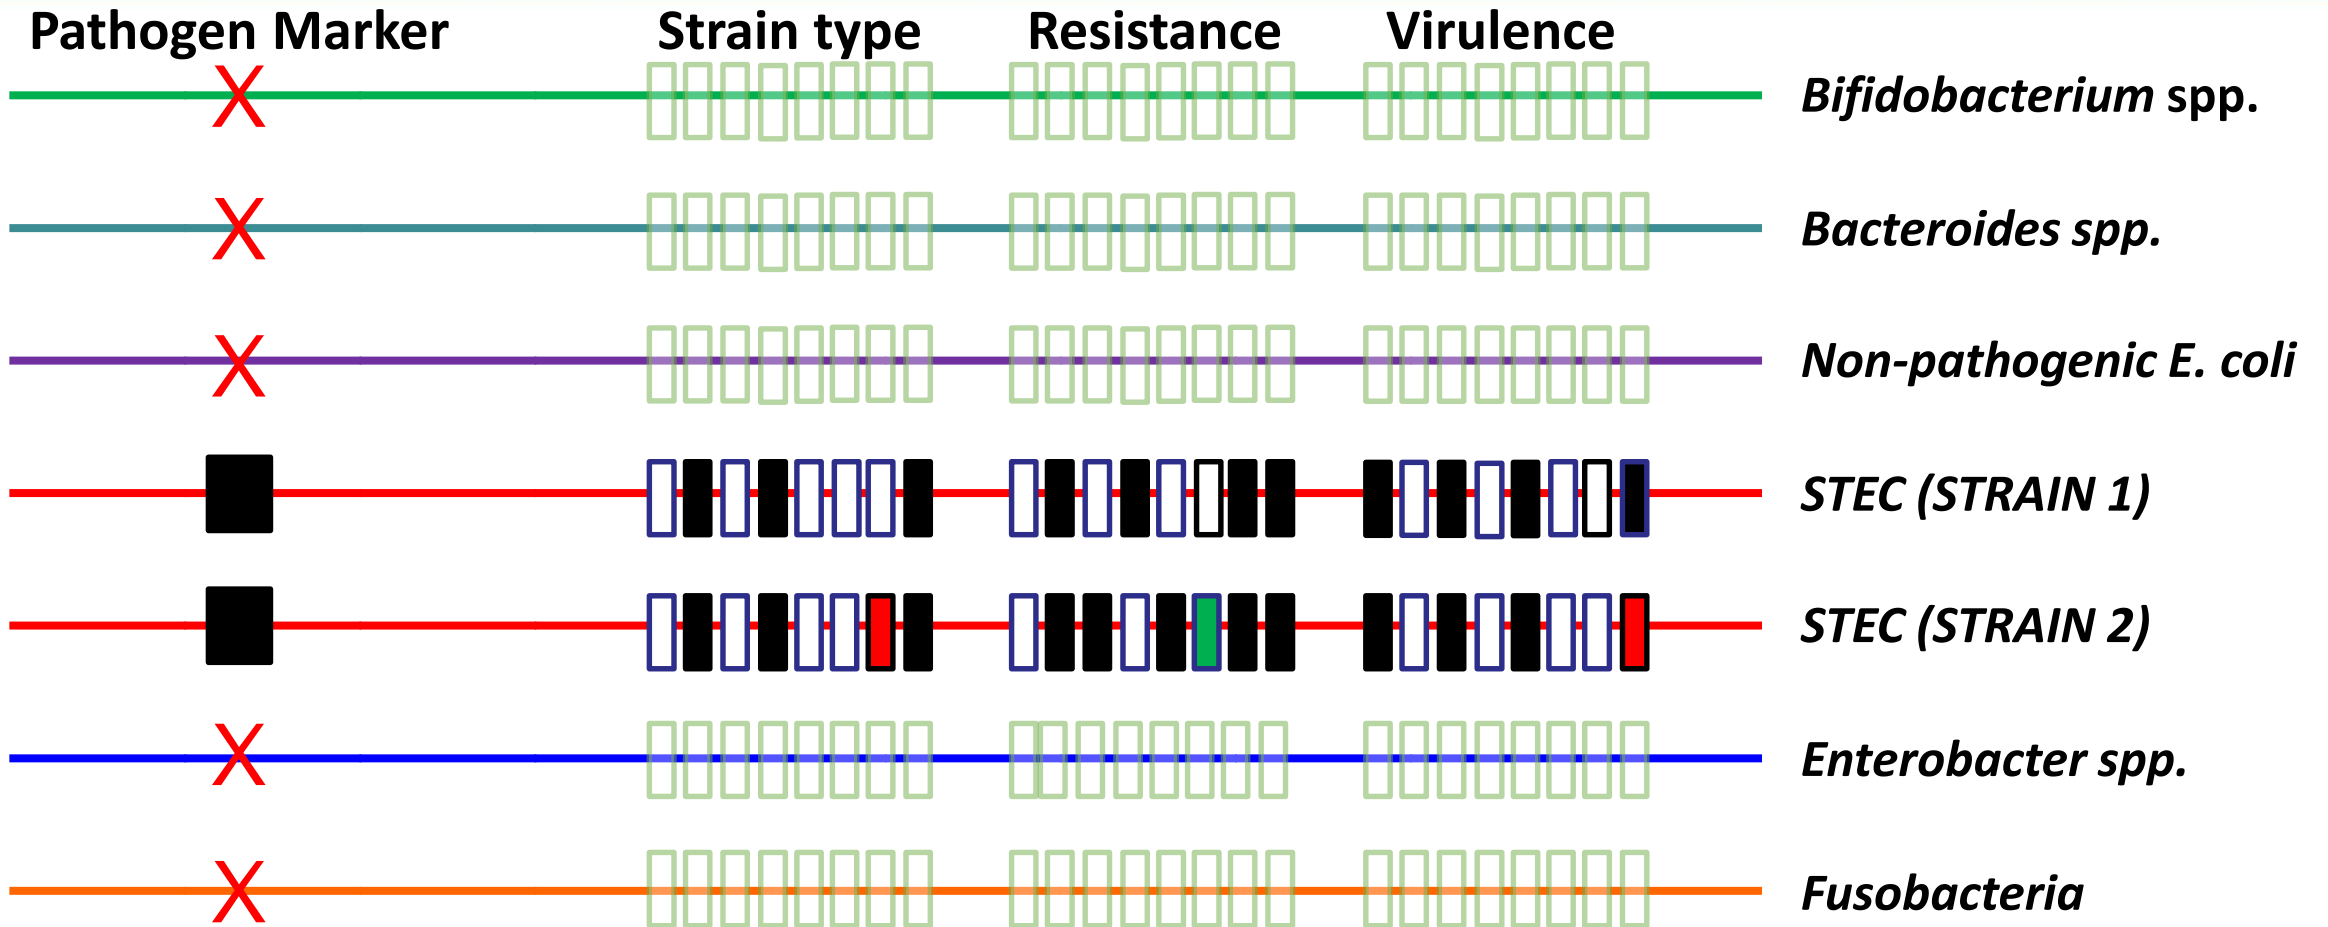 Pathogen Marker Strain type Resistance Virulence
X Bifidobacterium spp.
X Bacteroides spp.
X Non-pathogenic E. coli
STEC (STRAIN 1)
STEC (STRAIN 2)
X Enterobacter spp.
X Fusobacteria